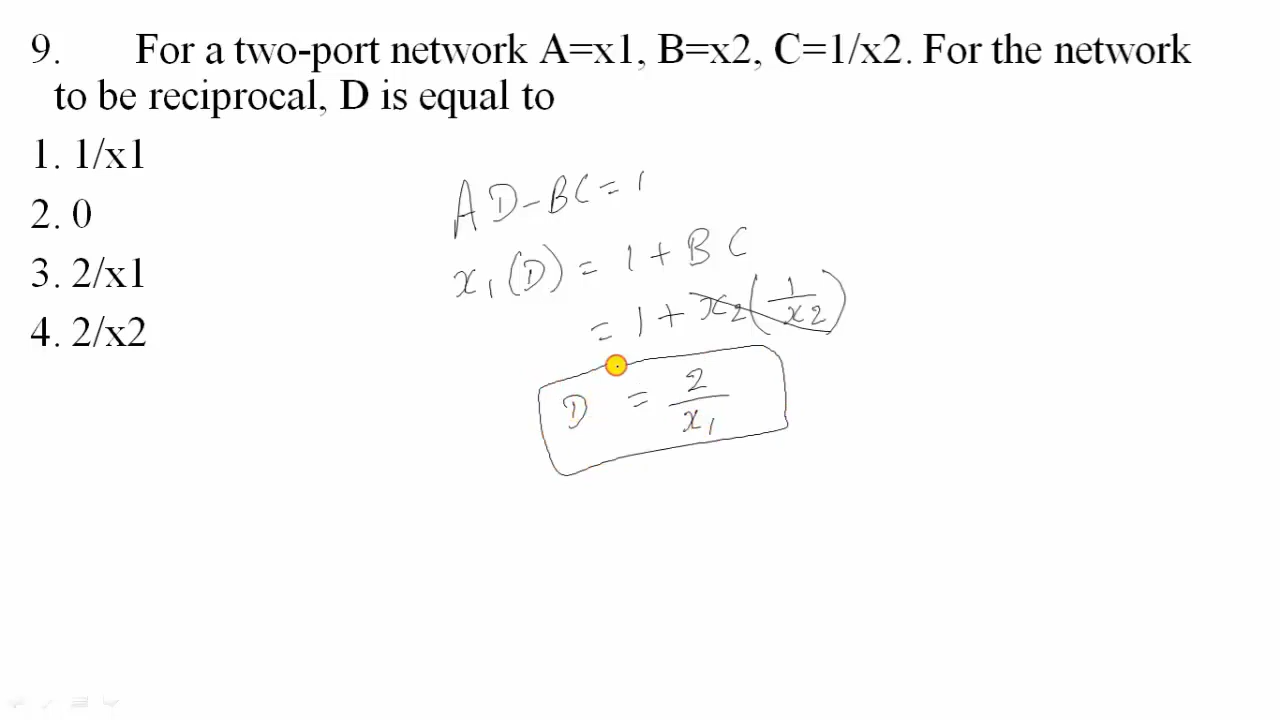 9. For a two-port network A=x1, B=x2, C=1/x2. For the network
to be reciprocal, D is equal to
1. 1/x1
2. 0
3. 2/x1
4. 2/x2
AD-BC=1
x₁(D) = 1 + BC
= 1 + x₂(1/x2)
D = 2/x₁